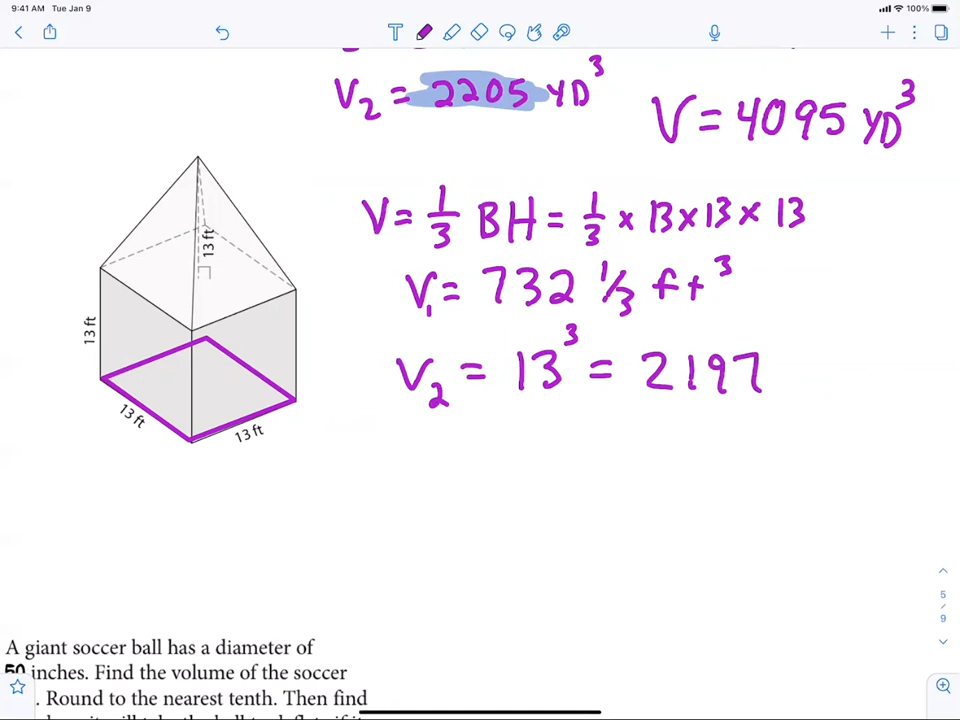 9:41 AM Tue Jan 9
100%
V2 = 2205 YD³
V = 4095 YD³
V = 1/3 BH = 1/3 × 13 × 13 × 13
V1 = 732 1/3 ft³
V2 = 13³ = 2197
13 ft
13 ft
13 ft
13 ft
5
/
9
A giant soccer ball has a diameter of
50 inches. Find the volume of the soccer
. Round to the nearest tenth. Then find